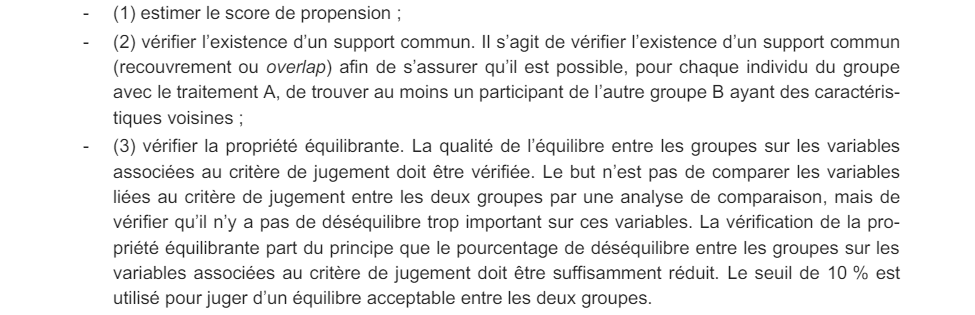 - (1) estimer le score de propension ;
- (2) vérifier l’existence d’un support commun. Il s’agit de vérifier l’existence d’un support commun
(recouvrement ou overlap) afin de s’assurer qu’il est possible, pour chaque individu du groupe
avec le traitement A, de trouver au moins un participant de l’autre groupe B ayant des caractéris-
tiques voisines ;
- (3) vérifier la propriété équilibrante. La qualité de l’équilibre entre les groupes sur les variables
associées au critère de jugement doit être vérifiée. Le but n’est pas de comparer les variables
liées au critère de jugement entre les deux groupes par une analyse de comparaison, mais de
vérifier qu’il n’y a pas de déséquilibre trop important sur ces variables. La vérification de la pro-
priété équilibrante part du principe que le pourcentage de déséquilibre entre les groupes sur les
variables associées au critère de jugement doit être suffisamment réduit. Le seuil de 10 % est
utilisé pour juger d’un équilibre acceptable entre les deux groupes.